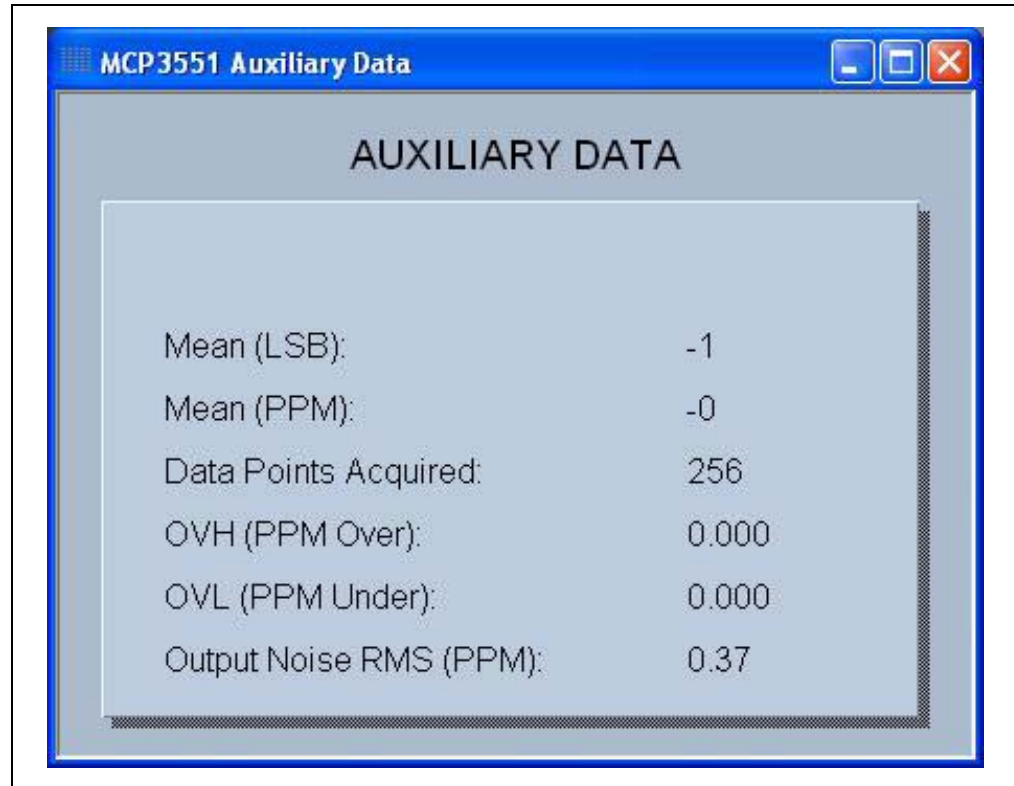 MCP3551 Auxiliary Data
AUXILIARY DATA
Mean (LSB): -1
Mean (PPM): -0
Data Points Acquired: 256
OVH (PPM Over): 0.000
OVL (PPM Under): 0.000
Output Noise RMS (PPM): 0.37